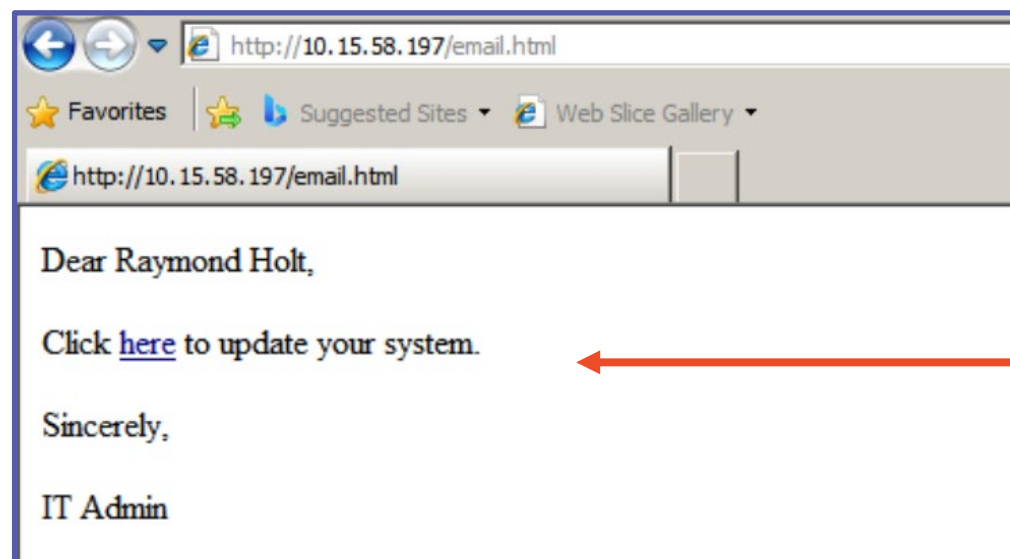 http://10.15.58.197/email.html
Favorites Suggested Sites Web Slice Gallery
http://10.15.58.197/email.html
Dear Raymond Holt,
Click here to update your system.
Sincerely,
IT Admin